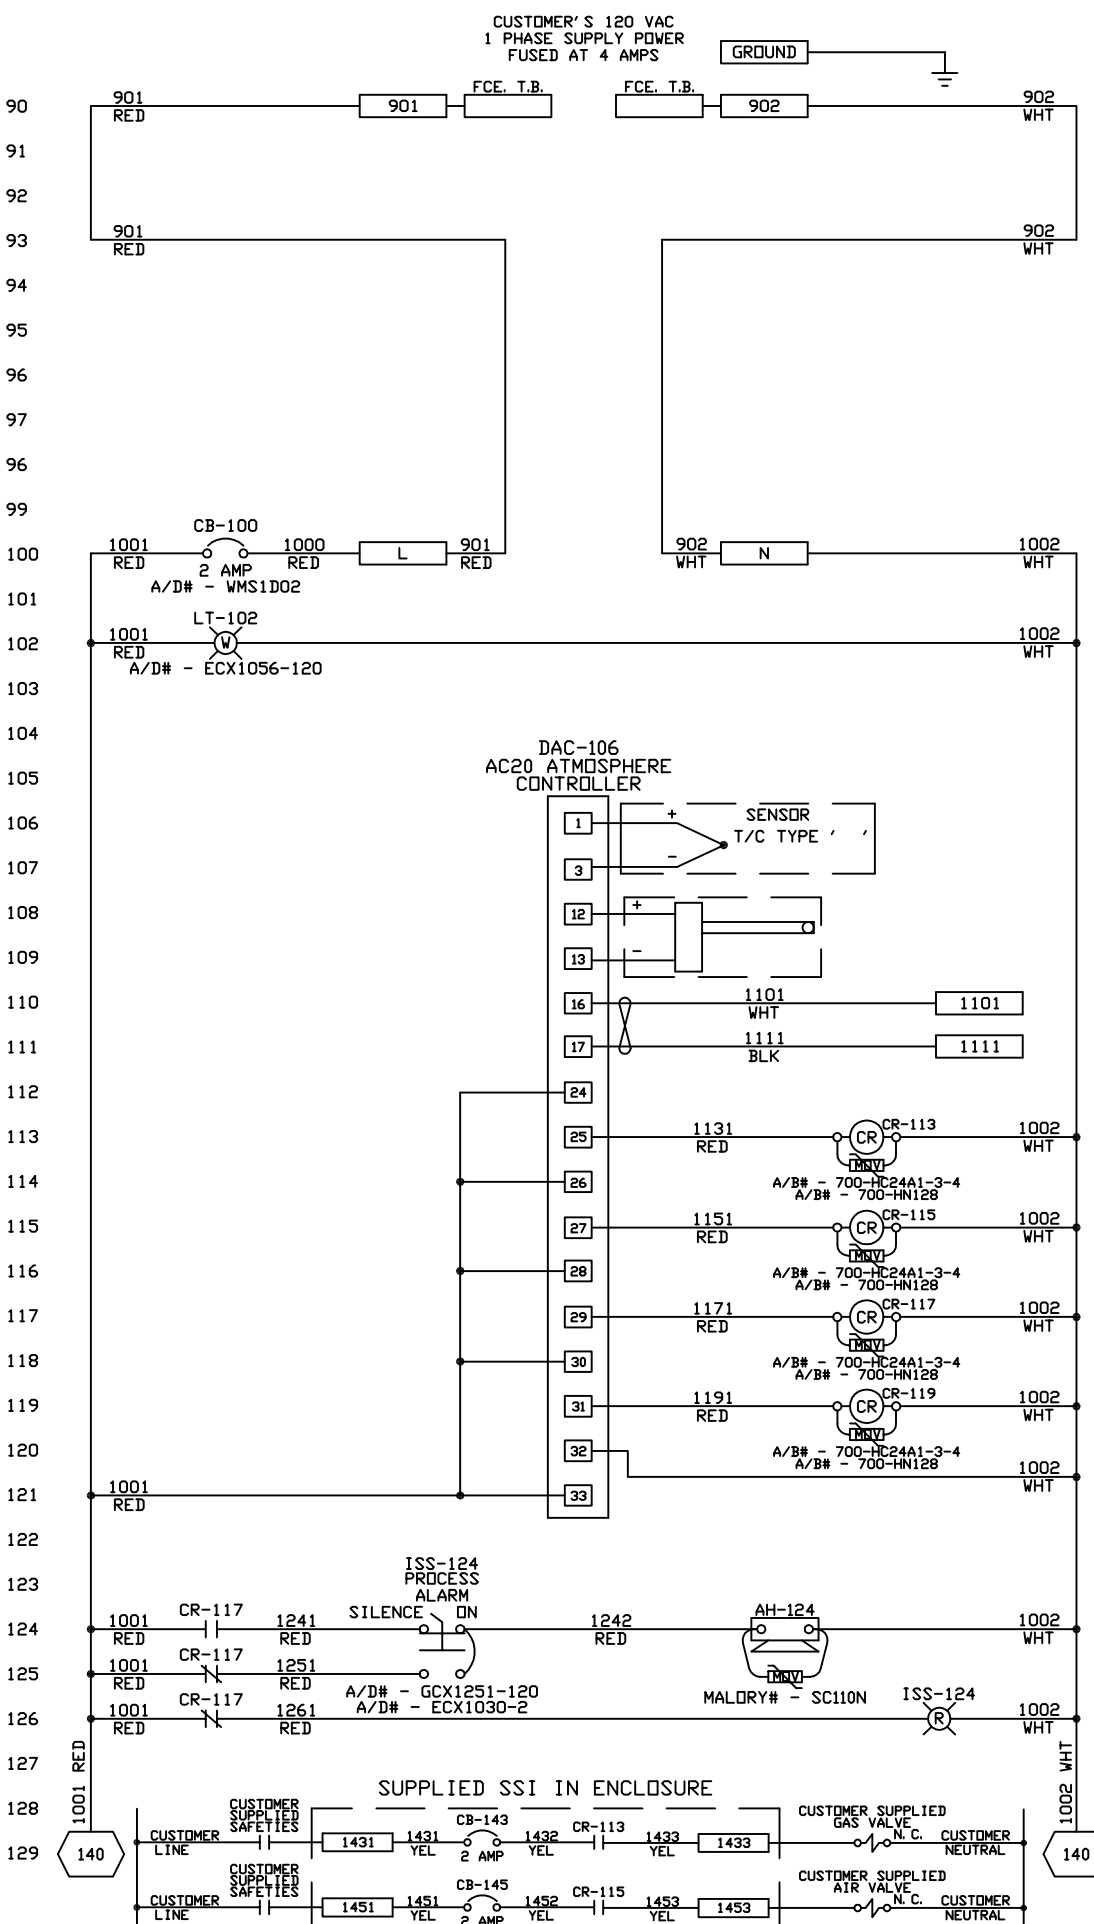 CUSTOMER'S 120 VAC
1 PHASE SUPPLY POWER
FUSED AT 4 AMPS
GROUND
FCE. T.B.
FCE. T.B.
90
901
RED
901
902
902
WHT
91
92
93
901
RED
902
WHT
94
95
96
97
96
99
CB-100
100
1001
RED
1000
RED
L
901
RED
902
WHT
N
1002
WHT
2 AMP
A/D# - WMS1D02
101
LT-102
102
1001
RED
W
1002
WHT
A/D# - ECX1056-120
103
104
DAC-106
AC20 ATMOSPHERE
CONTROLLER
105
106
1
+
SENSOR
T/C TYPE ' '
107
3
-
108
12
+
109
13
-
110
16
1101
WHT
1101
111
17
1111
BLK
1111
112
24
113
25
1131
RED
CR
CR-113
1002
WHT
MOV
A/B# - 700-HC24A1-3-4
A/B# - 700-HN128
114
26
115
27
1151
RED
CR
CR-115
1002
WHT
MOV
A/B# - 700-HC24A1-3-4
A/B# - 700-HN128
116
28
117
29
1171
RED
CR
CR-117
1002
WHT
MOV
A/B# - 700-HC24A1-3-4
A/B# - 700-HN128
118
30
119
31
1191
RED
CR
CR-119
1002
WHT
MOV
A/B# - 700-HC24A1-3-4
A/B# - 700-HN128
120
32
1002
WHT
121
1001
RED
33
122
123
ISS-124
PROCESS
ALARM
SILENCE ON
124
1001
RED
CR-117
1241
RED
1242
RED
AH-124
1002
WHT
125
1001
RED
CR-117
1251
RED
MOV
A/D# - GCX1251-120
A/D# - ECX1030-2
MALORY# - SC110N
126
1001
RED
CR-117
1261
RED
ISS-124
R
1002
WHT
127
1001 RED
1002 WHT
SUPPLIED SSI IN ENCLOSURE
128
129
140
CUSTOMER
LINE
CUSTOMER
SUPPLIED
SAFETIES
1431
1431
YEL
CB-143
2 AMP
1432
YEL
CR-113
1433
YEL
1433
CUSTOMER SUPPLIED
GAS VALVE
N.C.
CUSTOMER
NEUTRAL
140
CUSTOMER
LINE
CUSTOMER
SUPPLIED
SAFETIES
1451
1451
YEL
CB-145
2 AMP
1452
YEL
CR-115
1453
YEL
1453
CUSTOMER SUPPLIED
AIR VALVE
N.C.
CUSTOMER
NEUTRAL